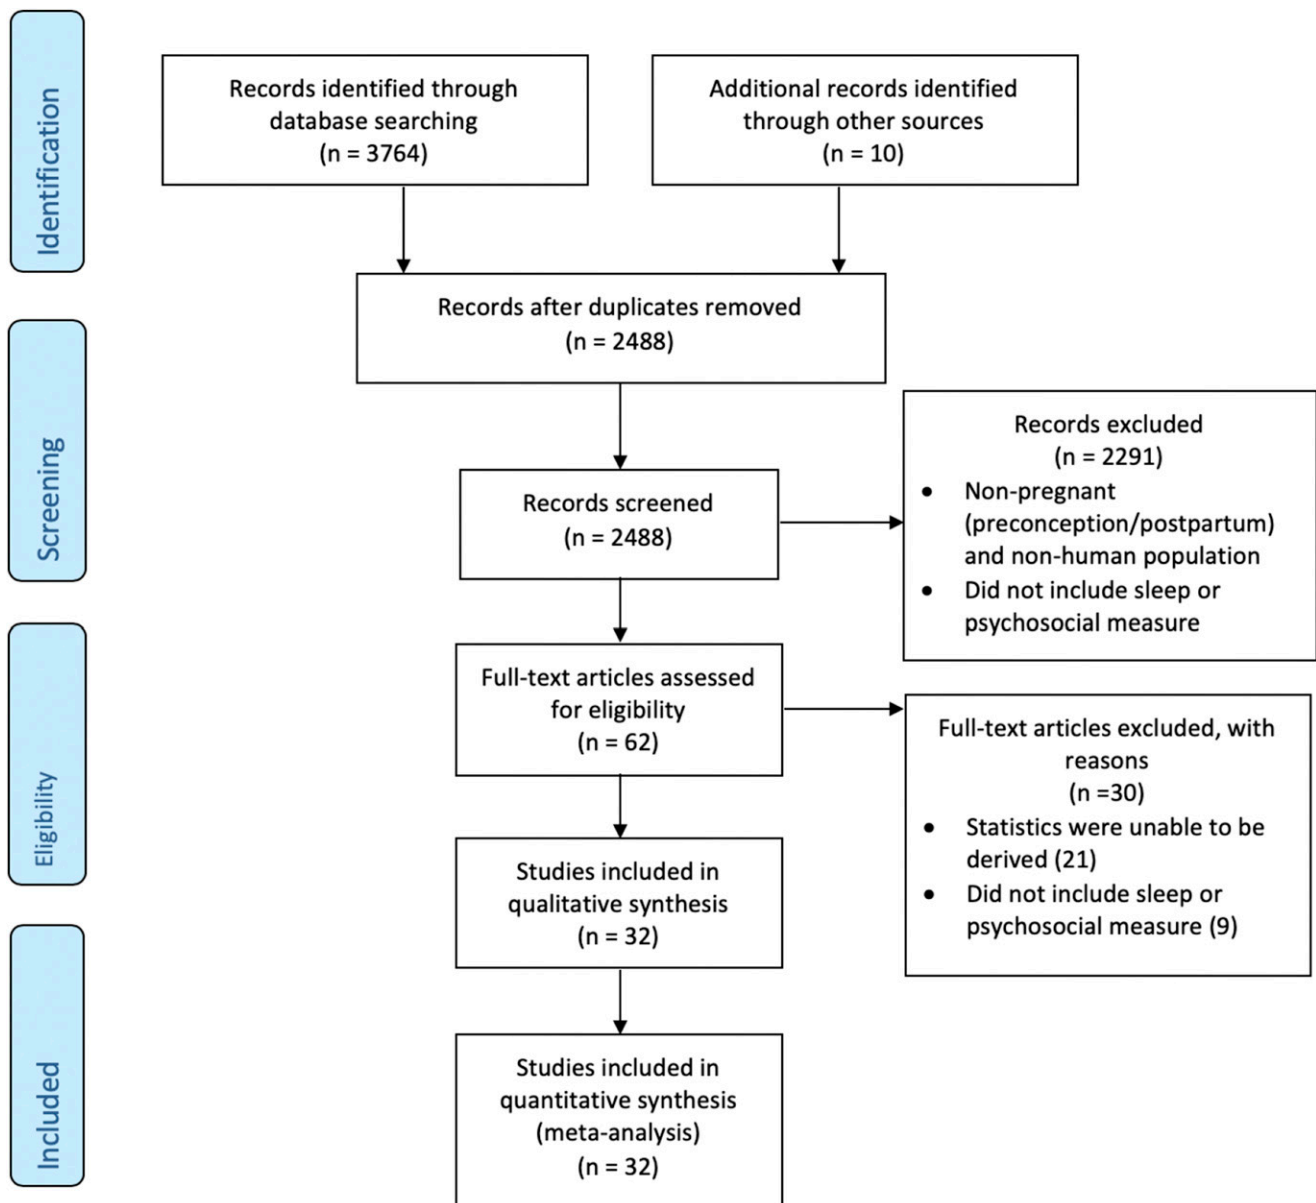 Identification
Records identified through
database searching
(n = 3764)
Additional records identified
through other sources
(n = 10)
Records after duplicates removed
(n = 2488)
Screening
Records screened
(n = 2488)
Records excluded
(n = 2291)
• Non-pregnant
(preconception/postpartum)
and non-human population
• Did not include sleep or
psychosocial measure
Eligibility
Full-text articles assessed
for eligibility
(n = 62)
Full-text articles excluded, with
reasons
(n =30)
• Statistics were unable to be
derived (21)
• Did not include sleep or
psychosocial measure (9)
Studies included in
qualitative synthesis
(n = 32)
Included
Studies included in
quantitative synthesis
(meta-analysis)
(n = 32)